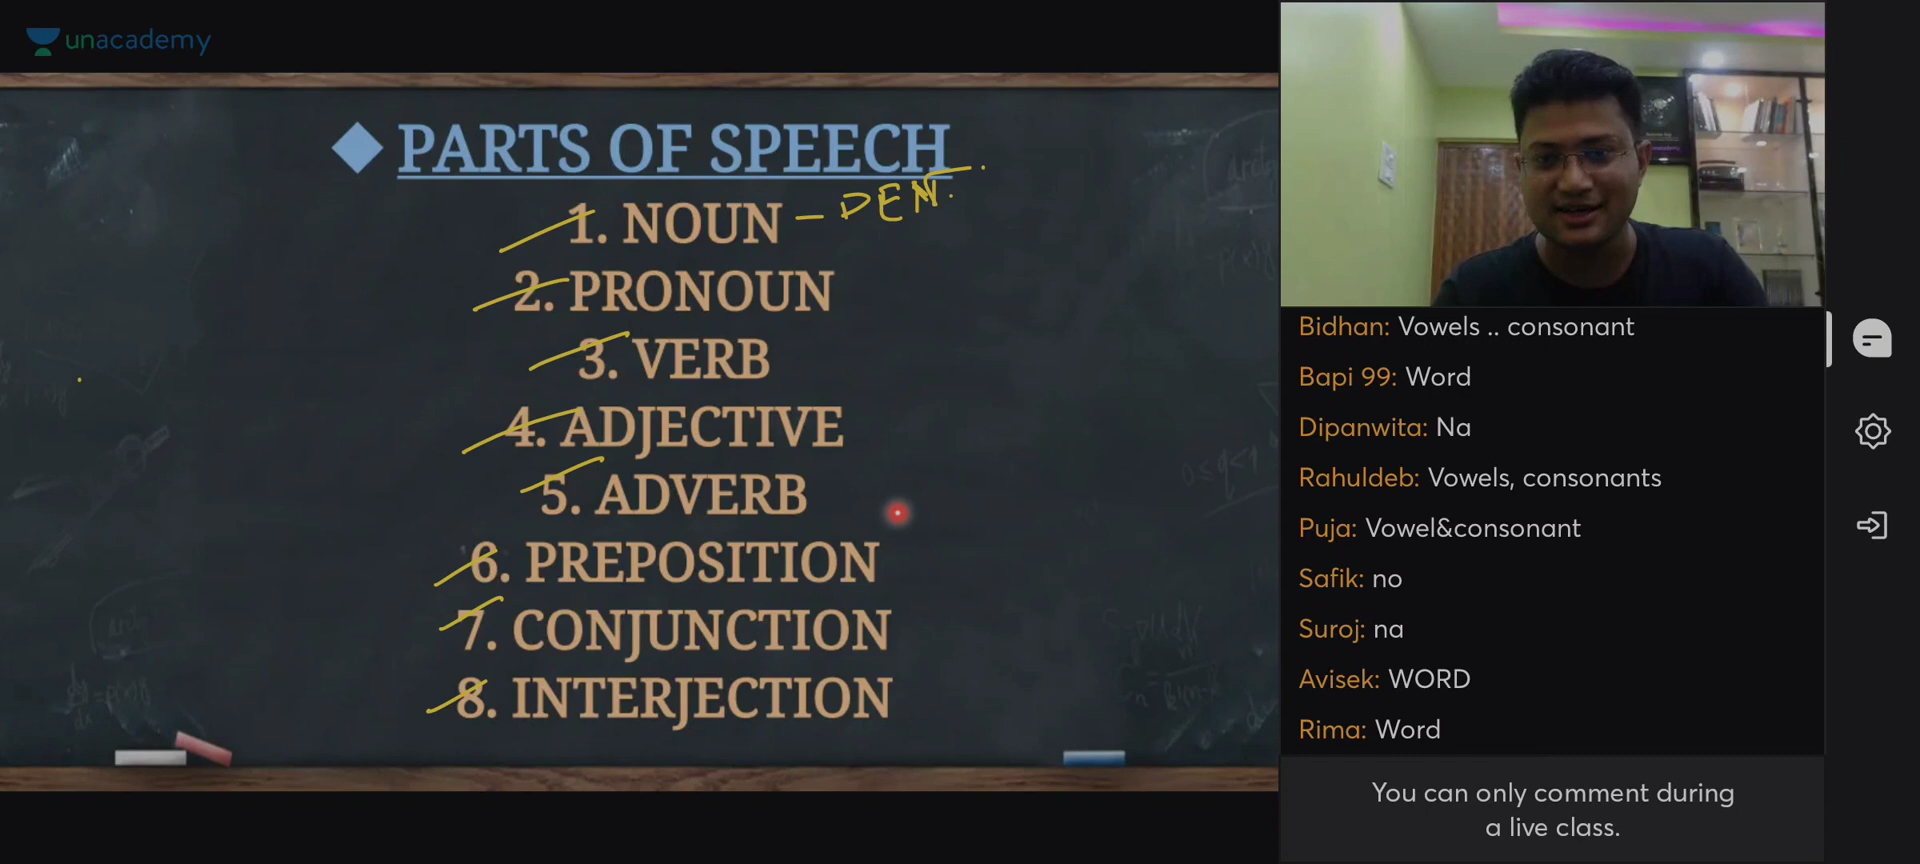 unacademy
PARTS OF SPEECH
1. NOUN - PEN.
2. PRONOUN
3. VERB
4. ADJECTIVE
5. ADVERB
6. PREPOSITION
7. CONJUNCTION
8. INTERJECTION
Bidhan: Vowels .. consonant
Bapi 99: Word
Dipanwita: Na
Rahuldeb: Vowels, consonants
Puja: Vowel&consonant
Safik: no
Suroj: na
Avisek: WORD
Rima: Word
You can only comment during
a live class.